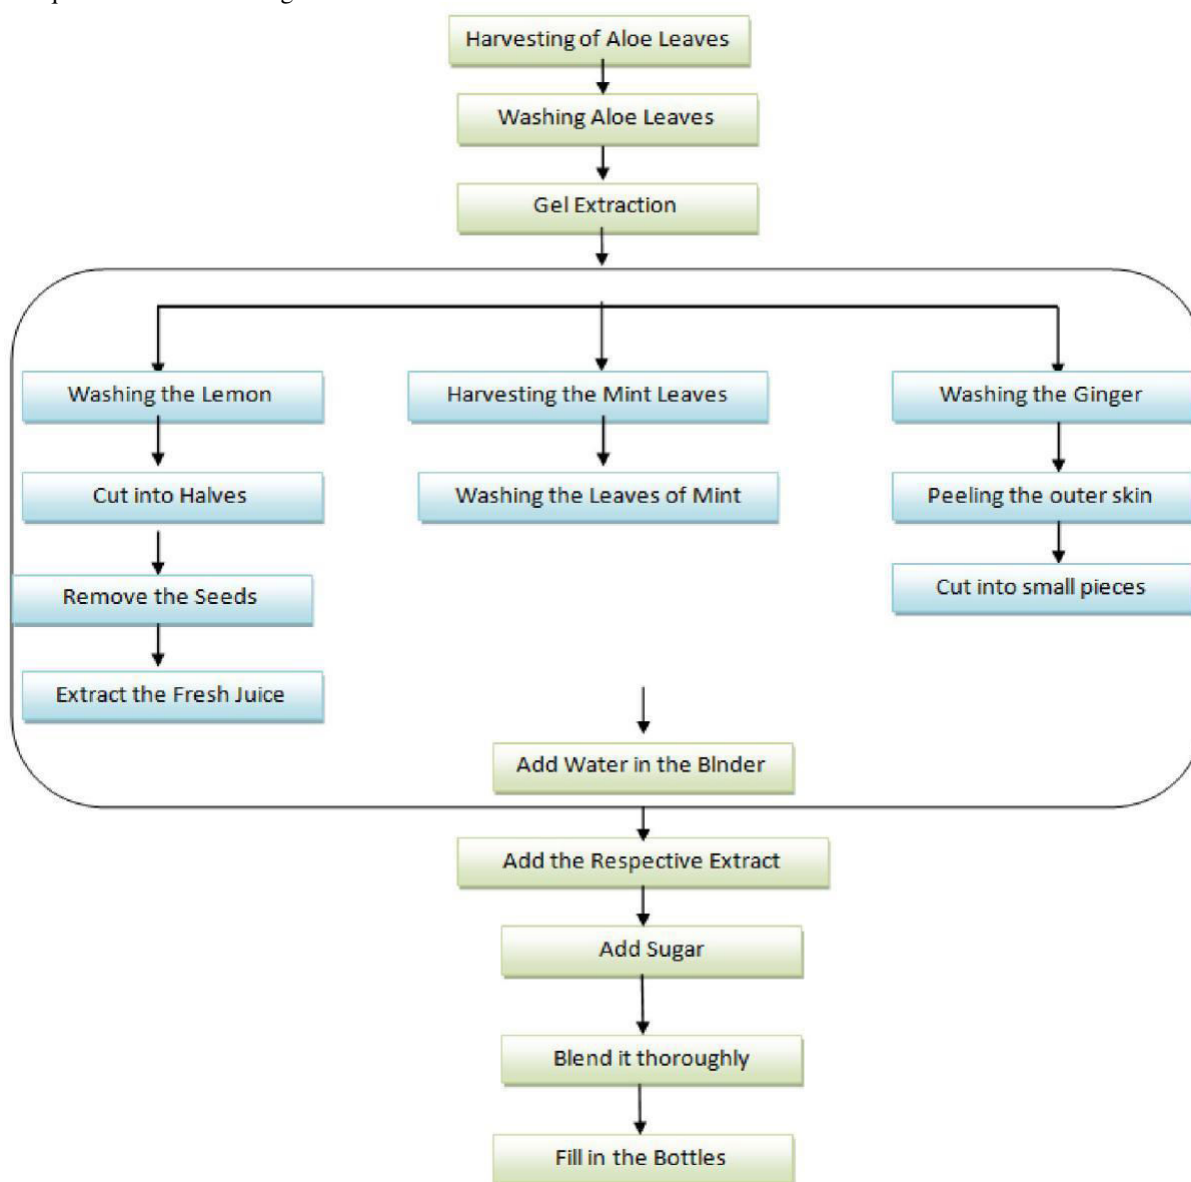 Harvesting of Aloe Leaves
Washing Aloe Leaves
Gel Extraction
Washing the Lemon
Harvesting the Mint Leaves
Washing the Ginger
Cut into Halves
Washing the Leaves of Mint
Peeling the outer skin
Remove the Seeds
Cut into small pieces
Extract the Fresh Juice
Add Water in the Blnder
Add the Respective Extract
Add Sugar
Blend it thoroughly
Fill in the Bottles